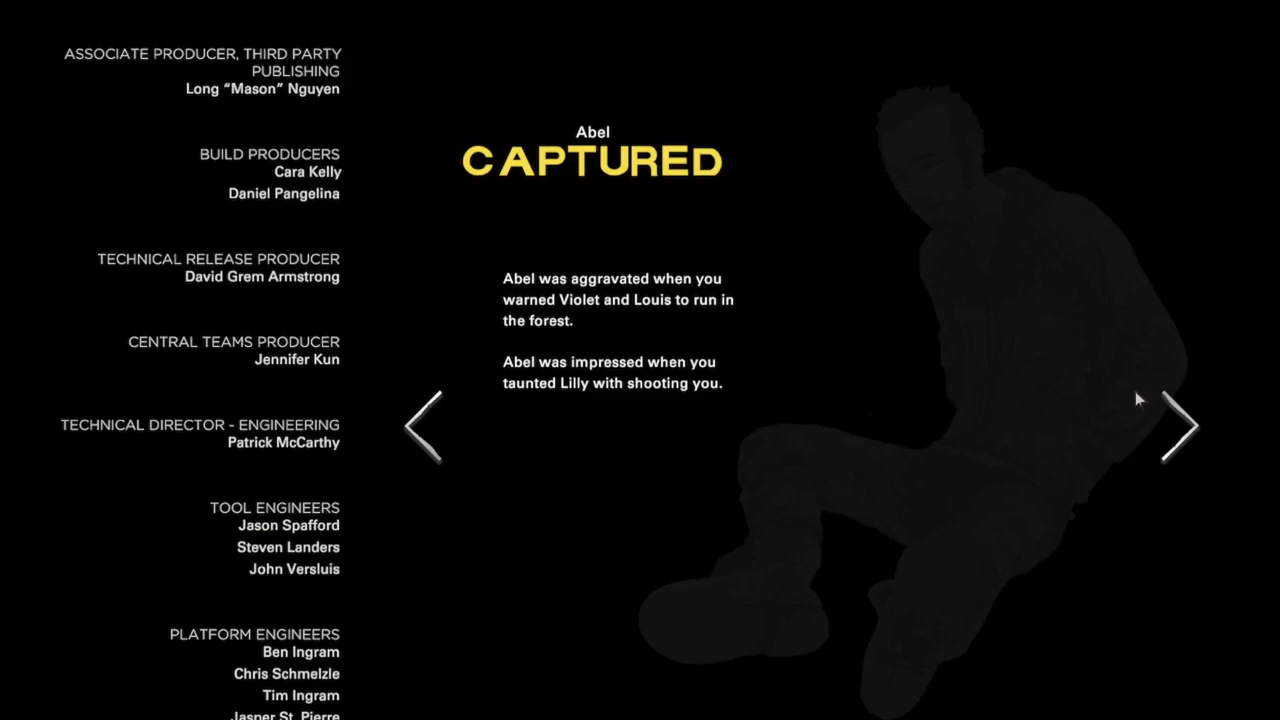 ASSOCIATE PRODUCER, THIRD PARTY
PUBLISHING
Long “Mason” Nguyen
BUILD PRODUCERS
Cara Kelly
Daniel Pangelina
TECHNICAL RELEASE PRODUCER
David Grem Armstrong
CENTRAL TEAMS PRODUCER
Jennifer Kun
TECHNICAL DIRECTOR - ENGINEERING
Patrick McCarthy
TOOL ENGINEERS
Jason Spafford
Steven Landers
John Versluis
PLATFORM ENGINEERS
Ben Ingram
Chris Schmelzle
Tim Ingram
Jasper St. Pierre
Abel
CAPTURED
Abel was aggravated when you
warned Violet and Louis to run in
the forest.
Abel was impressed when you
taunted Lilly with shooting you.